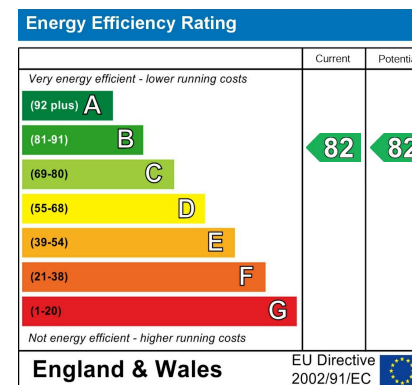 Energy Efficiency Rating
Current Potentia
Very energy efficient - lower running costs
(92 plus) A
(81-91) B
82 82
(69-80) C
(55-68) D
(39-54) E
(21-38) F
(1-20) G
Not energy efficient - higher running costs
England & Wales
EU Directive
2002/91/EC